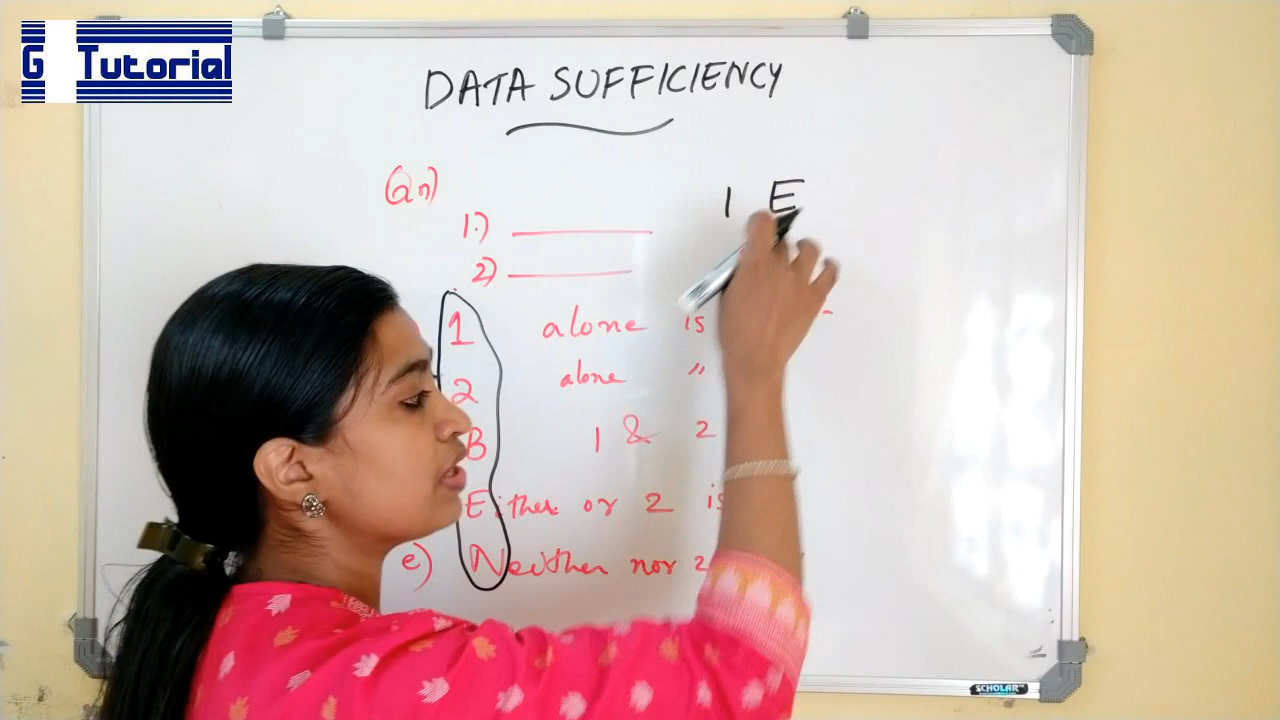 G Tutorial
DATA SUFFICIENCY
Qn)
1 E
1.)
2)
1 alone is
2 alone "
B 1 & 2
Either or 2 is
e) Neither nor 2
SCHOLAR